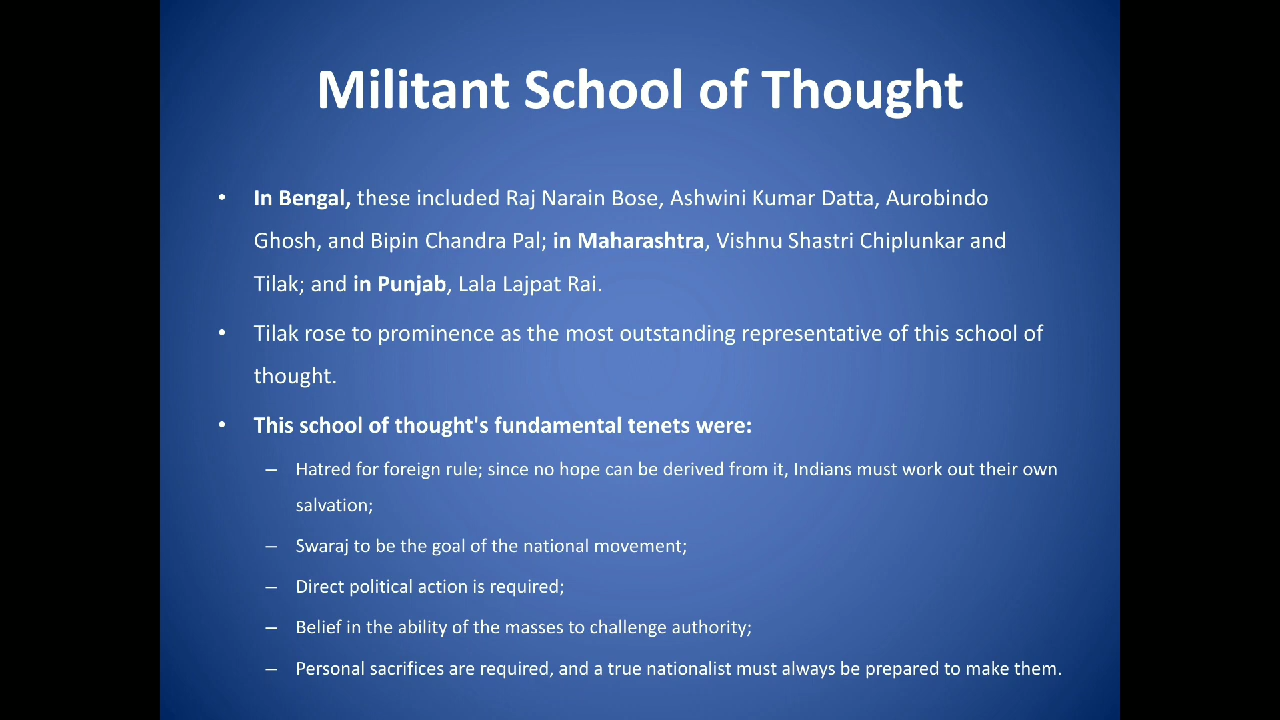 Militant School of Thought
• In Bengal, these included Raj Narain Bose, Ashwini Kumar Datta, Aurobindo
Ghosh, and Bipin Chandra Pal; in Maharashtra, Vishnu Shastri Chiplunkar and
Tilak; and in Punjab, Lala Lajpat Rai.
• Tilak rose to prominence as the most outstanding representative of this school of
thought.
• This school of thought's fundamental tenets were:
– Hatred for foreign rule; since no hope can be derived from it, Indians must work out their own
salvation;
– Swaraj to be the goal of the national movement;
– Direct political action is required;
– Belief in the ability of the masses to challenge authority;
– Personal sacrifices are required, and a true nationalist must always be prepared to make them.